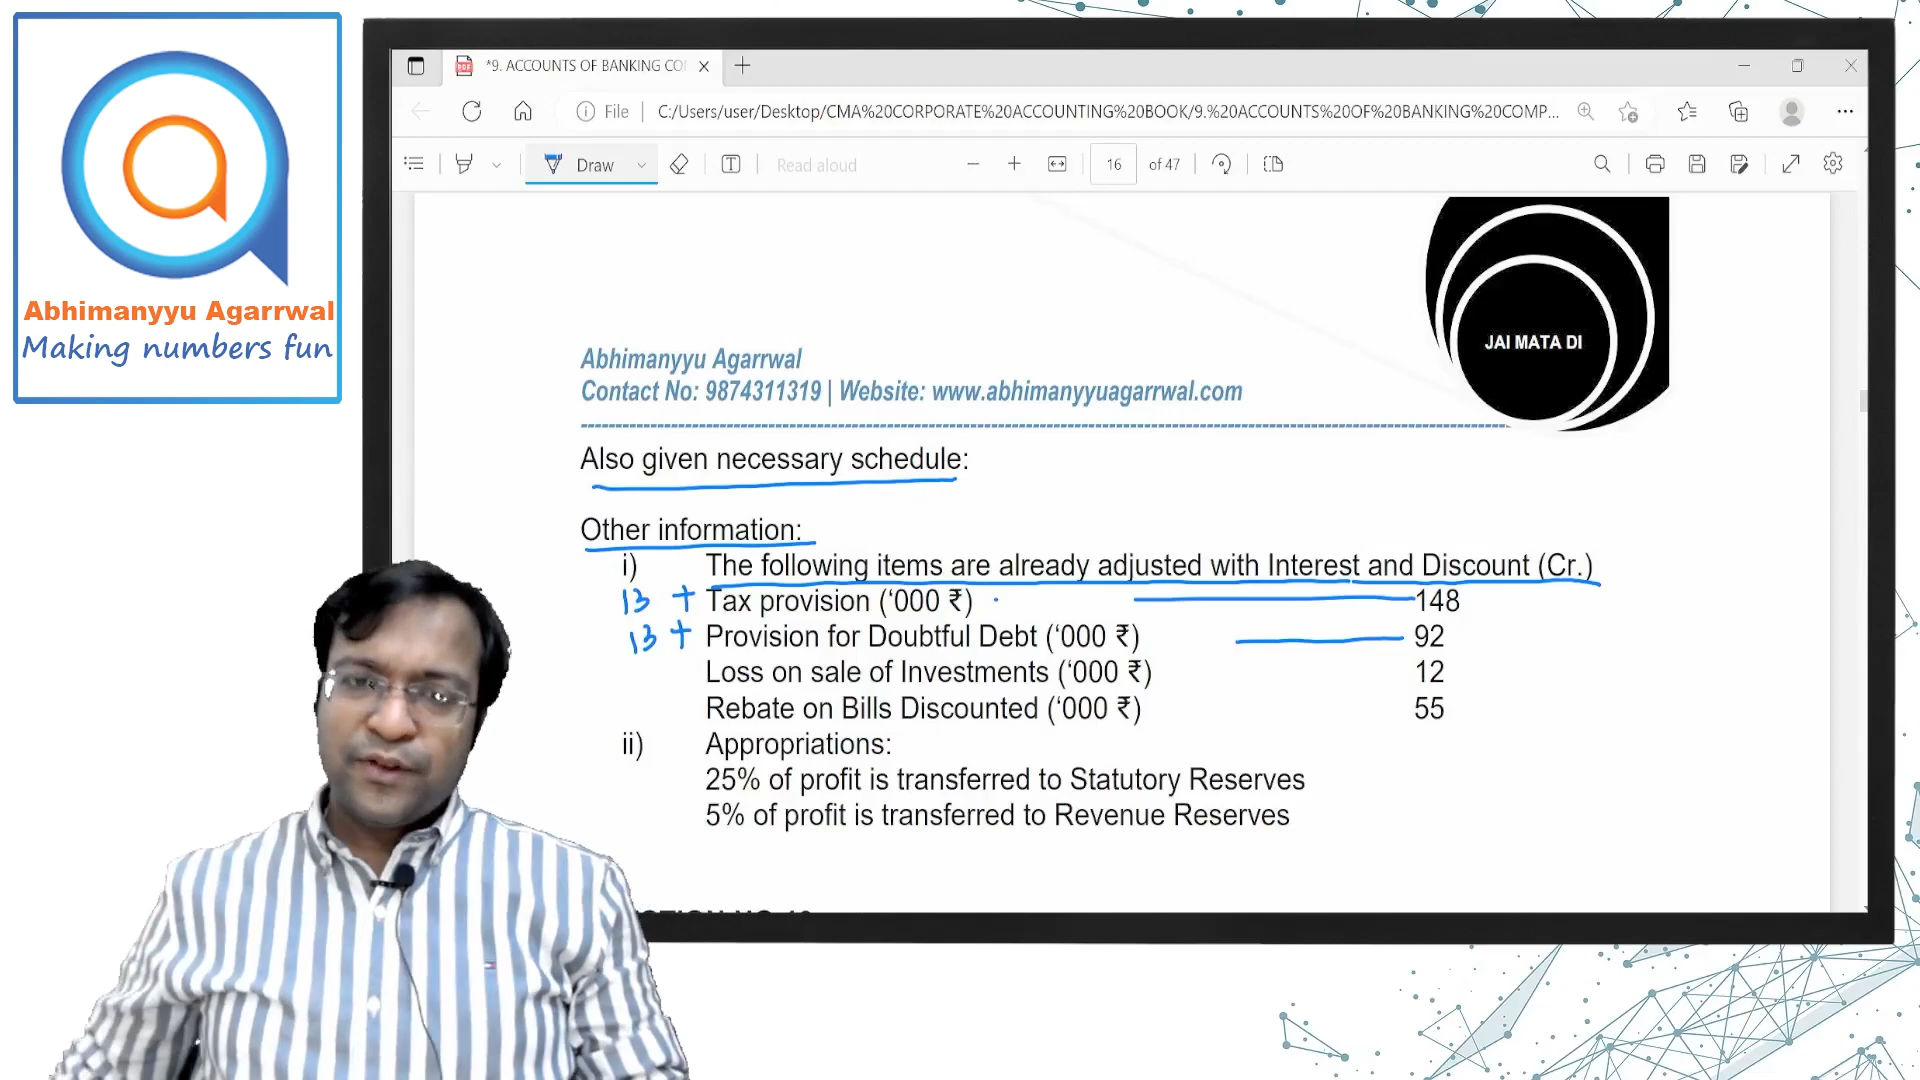 Abhimanyyu Agarrwal
Making numbers fun
*9. ACCOUNTS OF BANKING CO
File C:/Users/user/Desktop/CMA%20CORPORATE%20ACCOUNTING%20BOOK/9.%20ACCOUNTS%20OF%20BANKING%20COMP...
Draw
Read aloud
16 of 47
JAI MATA DI
Abhimanyyu Agarrwal
Contact No: 9874311319 | Website: www.abhimanyyuagarrwal.com
Also given necessary schedule:
Other information:
i) The following items are already adjusted with Interest and Discount (Cr.)
13 + Tax provision (‘000 ₹) 148
13 + Provision for Doubtful Debt (‘000 ₹) 92
Loss on sale of Investments (‘000 ₹) 12
Rebate on Bills Discounted (‘000 ₹) 55
ii) Appropriations:
25% of profit is transferred to Statutory Reserves
5% of profit is transferred to Revenue Reserves